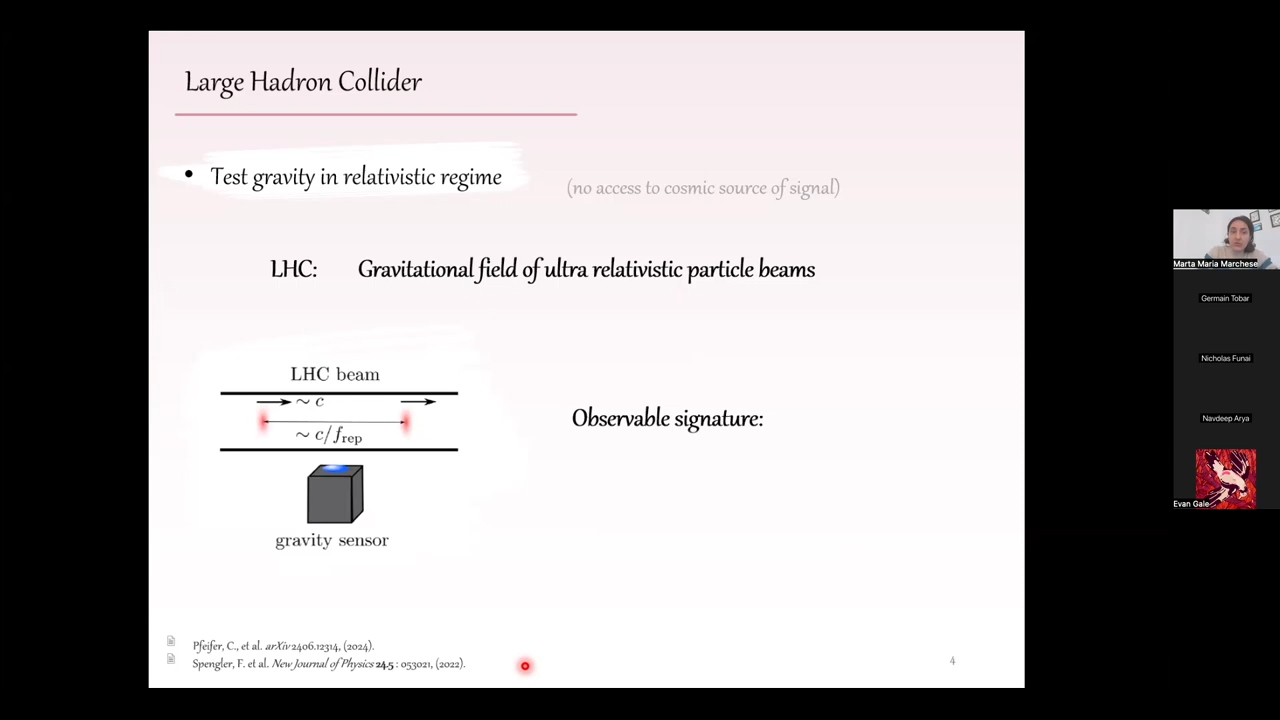 Large Hadron Collider
• Test gravity in relativistic regime
(no access to cosmic source of signal)
LHC: Gravitational field of ultra relativistic particle beams
LHC beam
~ c
~ c/f_rep
gravity sensor
Observable signature:
Pfeifer, C., et al. arXiv 2406.12314, (2024).
Spengler, F. et al. New Journal of Physics 24.5 : 053021, (2022).
4
Marta Maria Marchese
Germain Tobar
Nicholas Funai
Navdeep Arya
Evan Gale